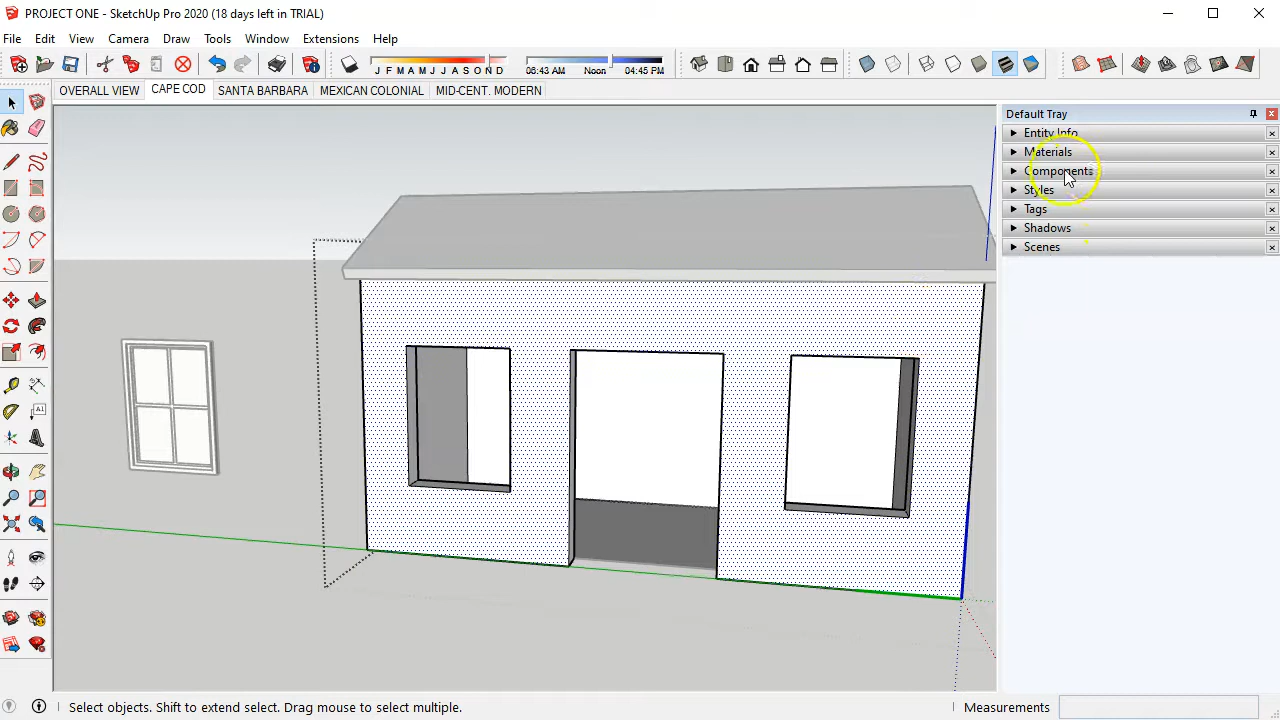 PROJECT ONE - SketchUp Pro 2020 (18 days left in TRIAL)
File Edit View Camera Draw Tools Window Extensions Help
J F M A M J J A S O N D 06:43 AM Noon 04:45 PM
OVERALL VIEW CAPE COD SANTA BARBARA MEXICAN COLONIAL MID-CENT. MODERN
Default Tray
Entity Info
Materials
Components
Styles
Tags
Shadows
Scenes
A1
Select objects. Shift to extend select. Drag mouse to select multiple. Measurements